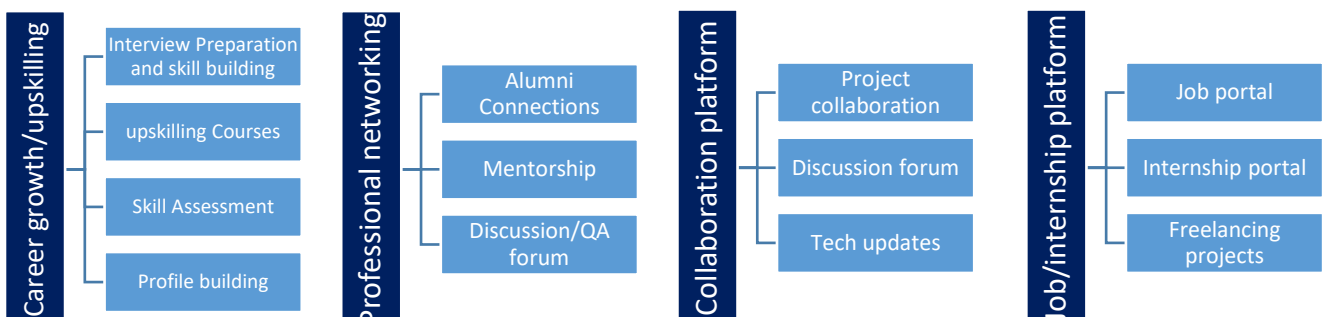 Career growth/upskilling
Interview Preparation
and skill building
upskilling Courses
Skill Assessment
Profile building
Professional networking
Alumni
Connections
Mentorship
Discussion/QA
forum
Collaboration platform
Project
collaboration
Discussion forum
Tech updates
Job/internship platform
Job portal
Internship portal
Freelancing
projects